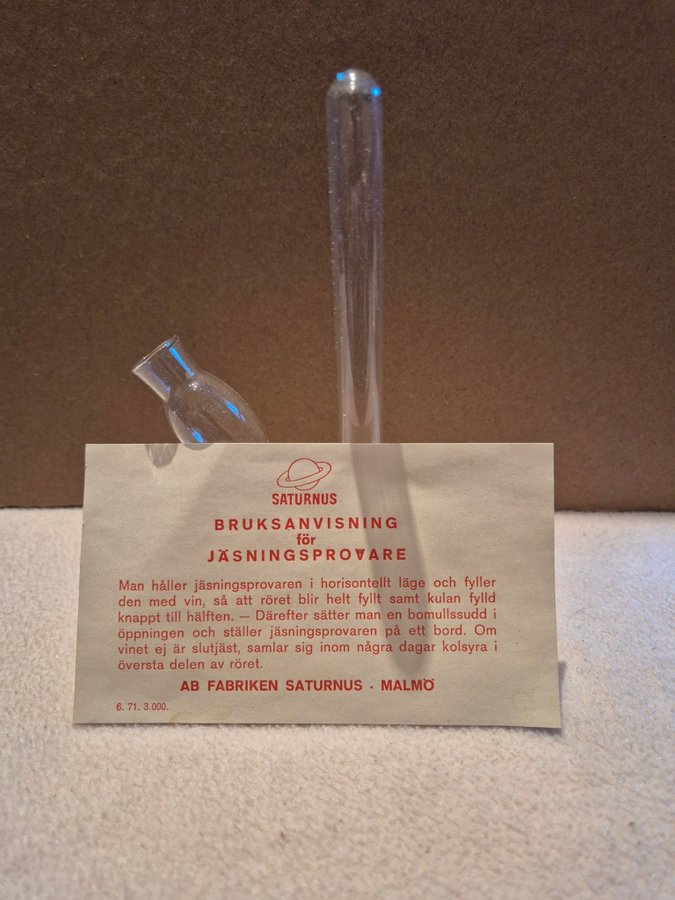 SATURNUS
BRUKSANVISNING
för
JÄSNINGSPROVARE
Man håller jäsningsprovaren i horisontellt läge och fyller
den med vin, så att röret blir helt fyllt samt kulan fylld
knappt till hälften. — Därefter sätter man en bomullssudd i
öppningen och ställer jäsningsprovaren på ett bord. Om
vinet ej är slutjäst, samlar sig inom några dagar kolsyra i
översta delen av röret.
AB FABRIKEN SATURNUS · MALMÖ
6. 71. 3.000.